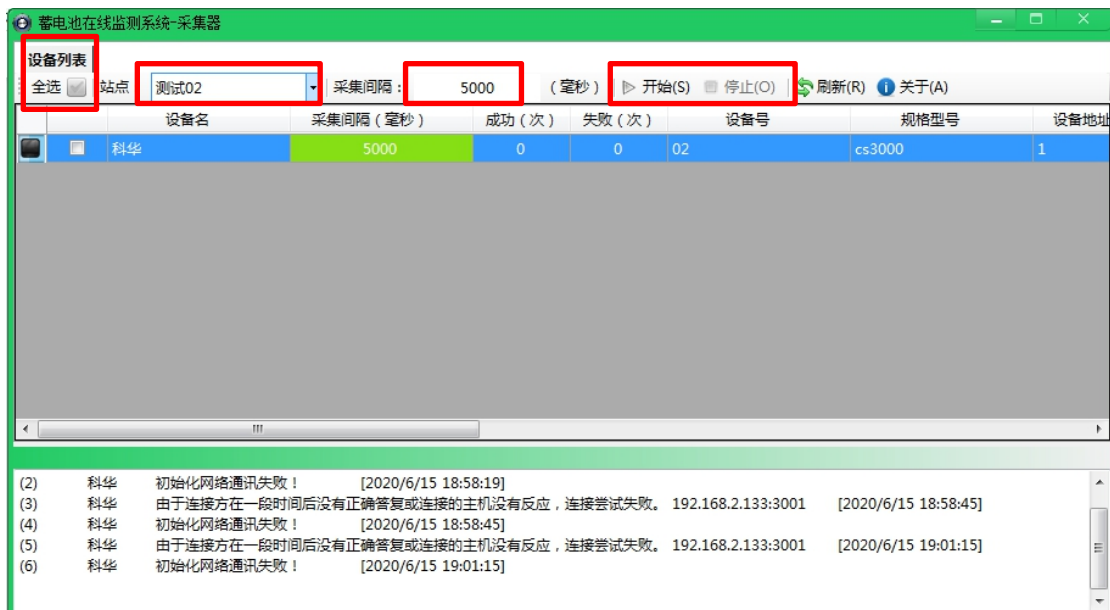 蓄电池在线监测系统-采集器
设备列表
全选 站点 测试02 采集间隔： 5000 （毫秒） 开始(S) 停止(O) 刷新(R) 关于(A)
设备名 采集间隔（毫秒） 成功（次） 失败（次） 设备号 规格型号 设备地址
科华 5000 0 0 02 cs3000 1
(2) 科华 初始化网络通讯失败！ [2020/6/15 18:58:19]
(3) 科华 由于连接方在一段时间后没有正确答复或连接的主机没有反应，连接尝试失败。 192.168.2.133:3001 [2020/6/15 18:58:45]
(4) 科华 初始化网络通讯失败！ [2020/6/15 18:58:45]
(5) 科华 由于连接方在一段时间后没有正确答复或连接的主机没有反应，连接尝试失败。 192.168.2.133:3001 [2020/6/15 19:01:15]
(6) 科华 初始化网络通讯失败！ [2020/6/15 19:01:15]